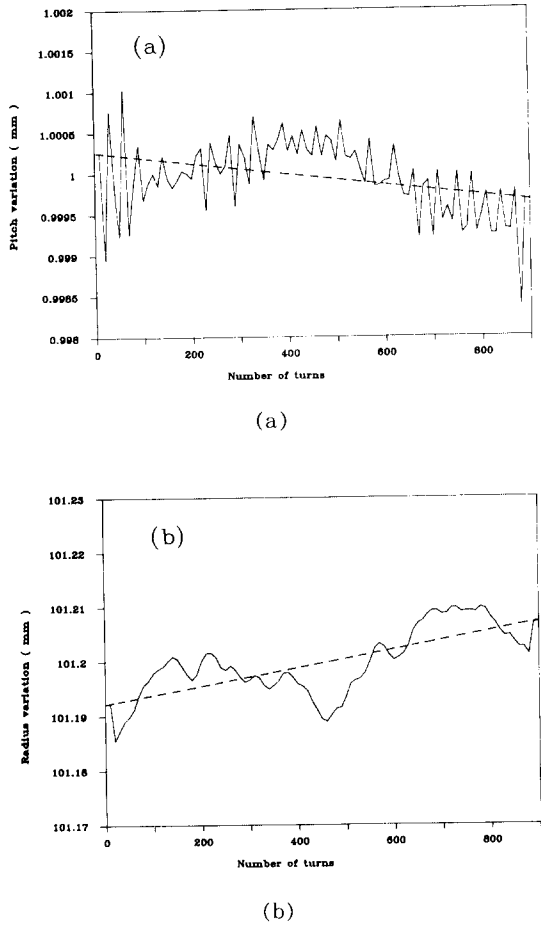 1.002
(a)
1.0015
1.001
1.0005
1
0.9995
0.999
0.9985
0.998
Pitch variation ( mm )
0 200 400 600 800
Number of turns
(a)
101.23
(b)
101.22
101.21
101.2
101.19
101.18
101.17
Radius variation ( mm )
0 200 400 600 800
Number of turns
(b)